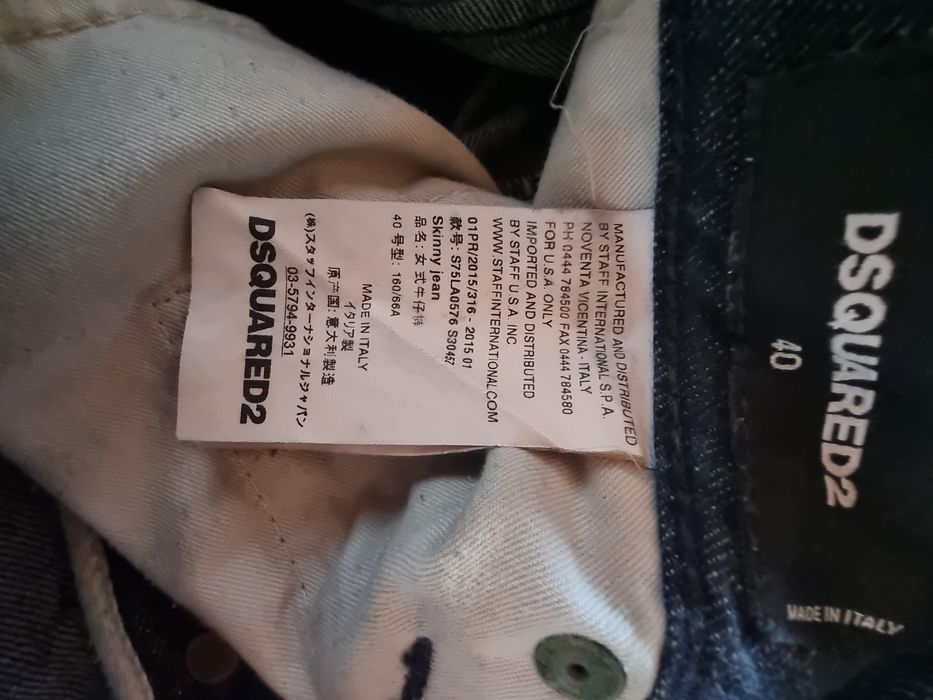 MANUFACTURED AND DISTRIBUTED
BY STAFF INTERNATIONAL S.P.A.
NOVENTA VICENTINA - ITALY
PH 0444 784500 FAX 0444 784580
FOR U.S.A. ONLY
IMPORTED AND DISTRIBUTED
BY STAFF U.S.A. INC.
WWW.STAFFINTERNATIONAL.COM
01PR/2015/316 - 2015 01
款号: S75LA0576 S30457
Skinny jean
品名: 女式牛仔裤
40 号型: 160/66A
MADE IN ITALY
イタリア製
原产国: 意大利製造
(株)スタッフインターナショナルジャパン
03-5794-9931
DSQUARED2
DSQUARED2
40
MADE IN ITALY